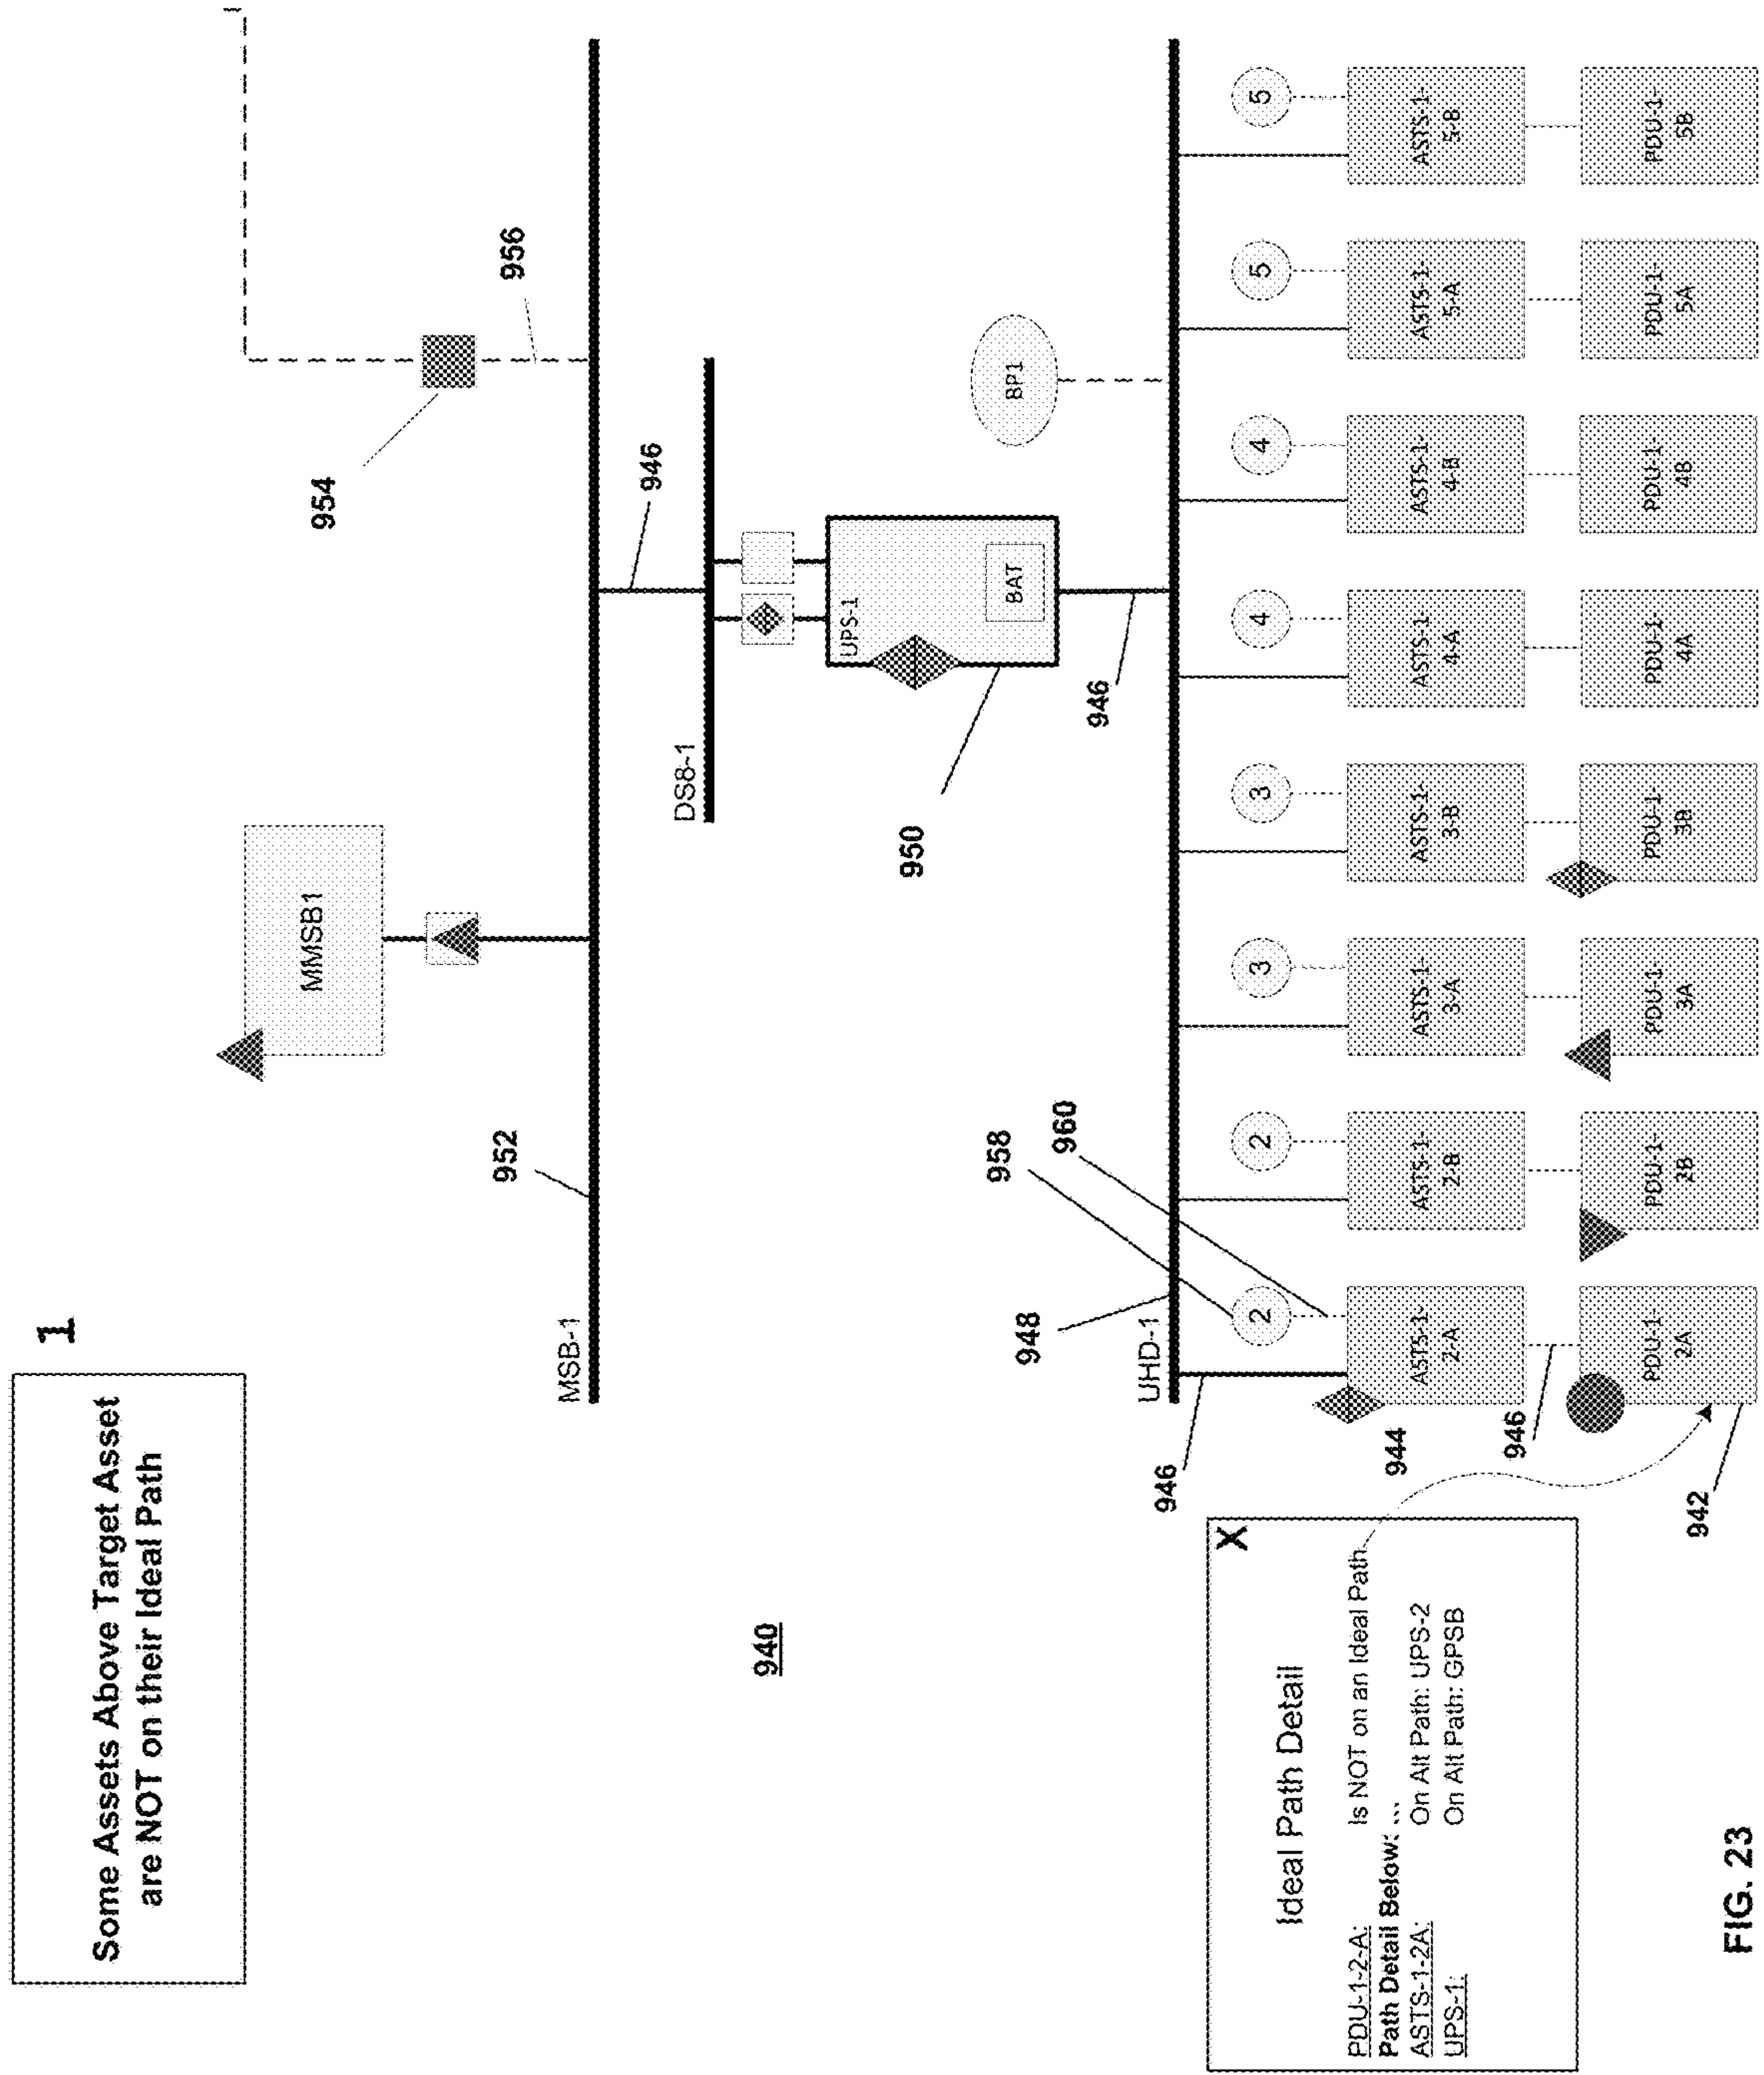 1
Some Assets Above Target Asset
are NOT on their Ideal Path
MMSB1
954
956
MSB-1
952
946
DS8-1
UPS-1
BAT
950
BP1
946
940
958
960
948
UHD-1
2
2
3
3
4
4
5
5
946
944
ASTS-1-
2-A
ASTS-1-
2B
ASTS-1-
3-A
ASTS-1-
3-B
ASTS-1-
4-A
ASTS-1-
4-B
ASTS-1-
5-A
ASTS-1-
5-B
946
PDU-1-
2A
PDU-1-
2B
PDU-1-
3A
PDU-1-
3B
PDU-1-
4A
PDU-1-
4B
PDU-1-
5A
PDU-1-
5B
942
X
Ideal Path Detail
PDU-1-2-A: Is NOT on an Ideal Path
Path Detail Below: ...
ASTS-1-2A: On Alt Path: UPS-2
UPS-1: On Alt Path: GPSB
FIG. 23